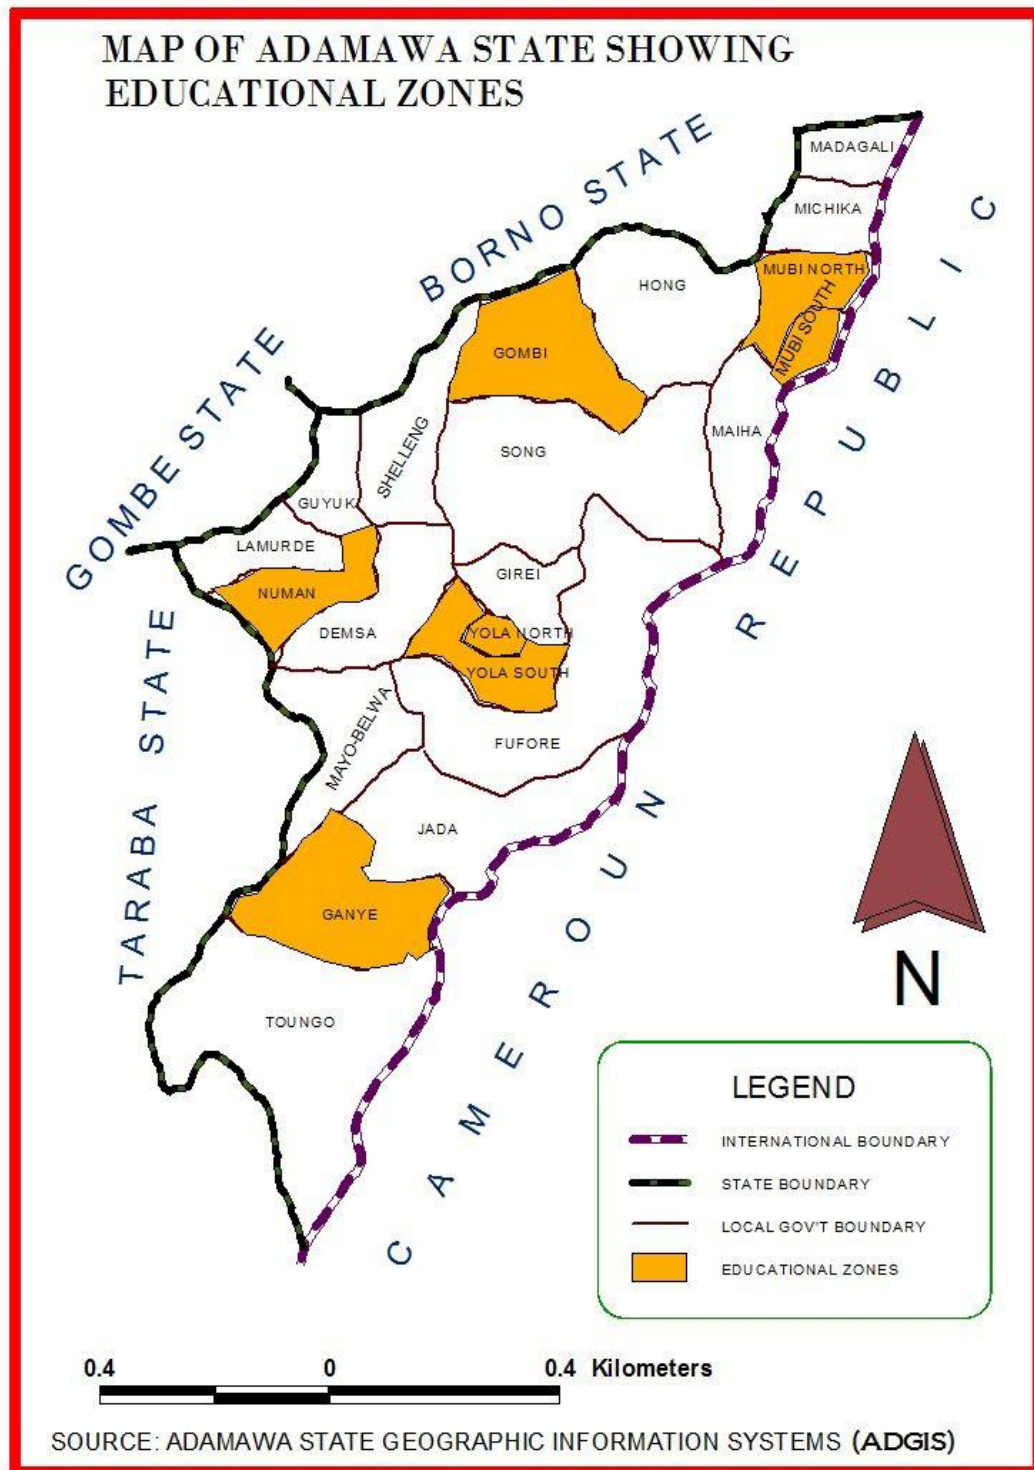 MAP OF ADAMAWA STATE SHOWING
EDUCATIONAL ZONES
BORNO STATE
GOMBE STATE
TARABA STATE
CAMEROUN REPUBLIC
MADAGALI
MICHIKA
MUBI NORTH
MUBI SOUTH
HONG
GOMBI
MAIHA
SONG
SHELLENG
GUYUK
LAMURDE
GIREI
NUMAN
DEMSA
YOLA NORTH
YOLA SOUTH
MAYO-BELWA
FUFORE
JADA
GANYE
TOUNGO
N
LEGEND
INTERNATIONAL BOUNDARY
STATE BOUNDARY
LOCAL GOV'T BOUNDARY
EDUCATIONAL ZONES
0.4 0 0.4 Kilometers
SOURCE: ADAMAWA STATE GEOGRAPHIC INFORMATION SYSTEMS (ADGIS)